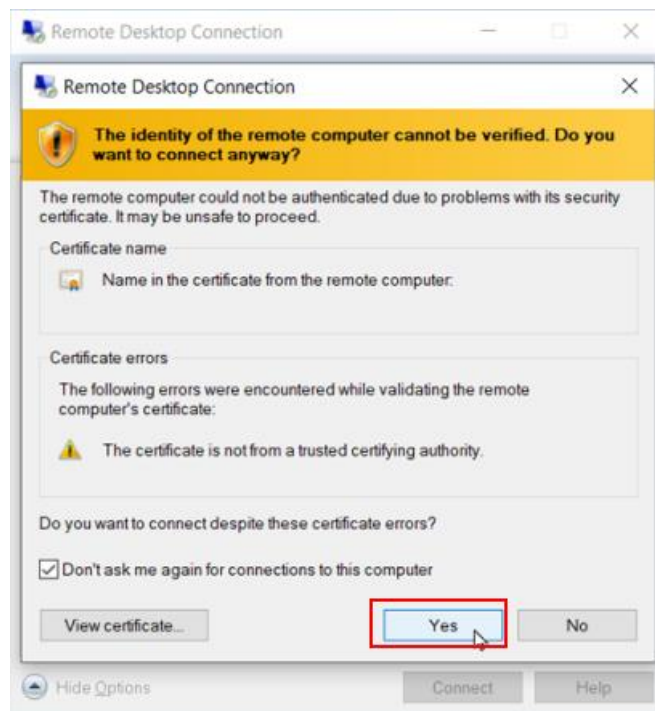 Remote Desktop Connection
Remote Desktop Connection
The identity of the remote computer cannot be verified. Do you
want to connect anyway?
The remote computer could not be authenticated due to problems with its security
certificate. It may be unsafe to proceed.
Certificate name
Name in the certificate from the remote computer:
Certificate errors
The following errors were encountered while validating the remote
computer's certificate:
The certificate is not from a trusted certifying authority.
Do you want to connect despite these certificate errors?
Don't ask me again for connections to this computer
View certificate... Yes No
Hide Options Connect Help